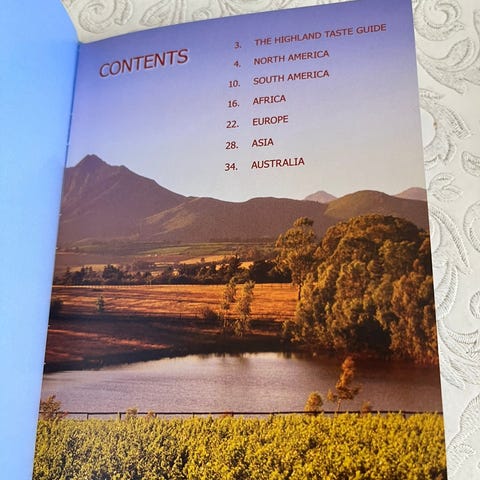 CONTENTS
3. THE HIGHLAND TASTE GUIDE
4. NORTH AMERICA
10. SOUTH AMERICA
16. AFRICA
22. EUROPE
28. ASIA
34. AUSTRALIA